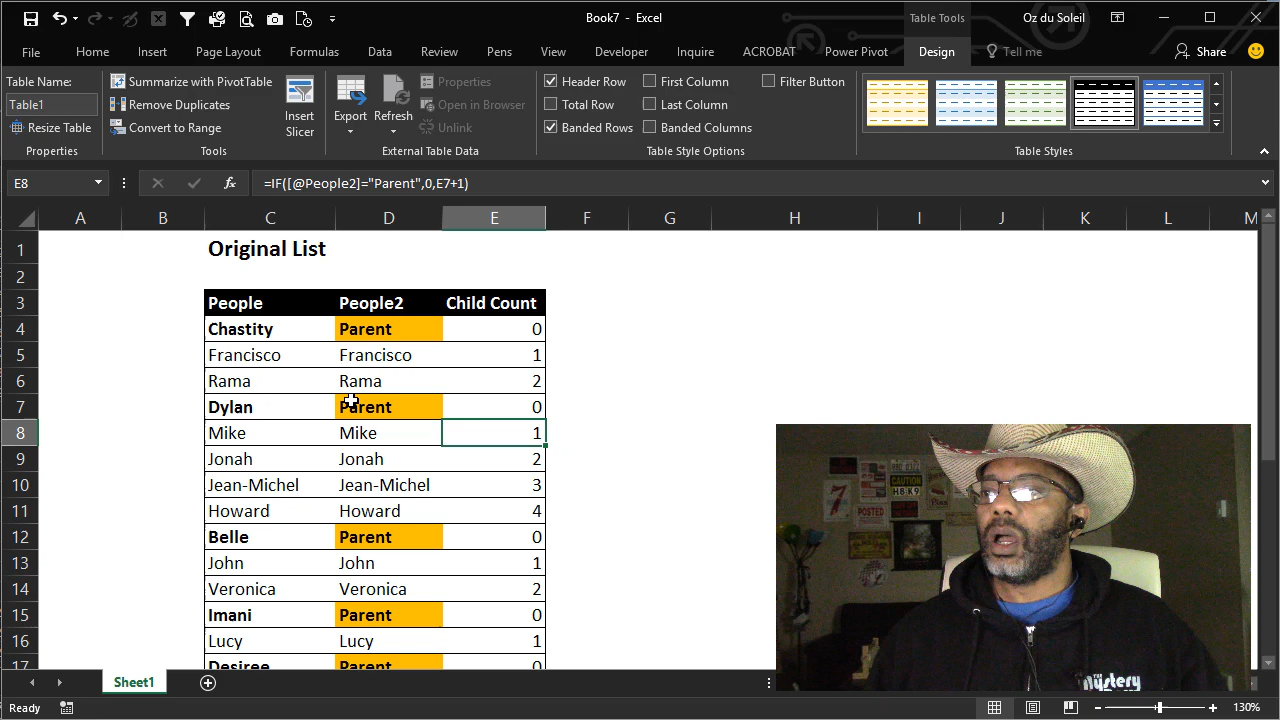 Book7 - Excel
Table Tools
Oz du Soleil
File
Home
Insert
Page Layout
Formulas
Data
Review
Pens
View
Developer
Inquire
ACROBAT
Power Pivot
Design
Tell me
Share
Table Name:
Table1
Resize Table
Properties
Summarize with PivotTable
Remove Duplicates
Convert to Range
Tools
Insert Slicer
Export
Refresh
Properties
Open in Browser
Unlink
External Table Data
Header Row
Total Row
Banded Rows
First Column
Last Column
Banded Columns
Filter Button
Table Style Options
Table Styles
E8
fx
=IF([@People2]="Parent",0,E7+1)
A B C D E F G H I J K L M
1 Original List
2
3 People People2 Child Count
4 Chastity Parent 0
5 Francisco Francisco 1
6 Rama Rama 2
7 Dylan Parent 0
8 Mike Mike 1
9 Jonah Jonah 2
10 Jean-Michel Jean-Michel 3
11 Howard Howard 4
12 Belle Parent 0
13 John John 1
14 Veronica Veronica 2
15 Imani Parent 0
16 Lucy Lucy 1
17 Desiree Parent 0
7
CAUTION
POSTED
Mystery
Sheet1
Ready
130%